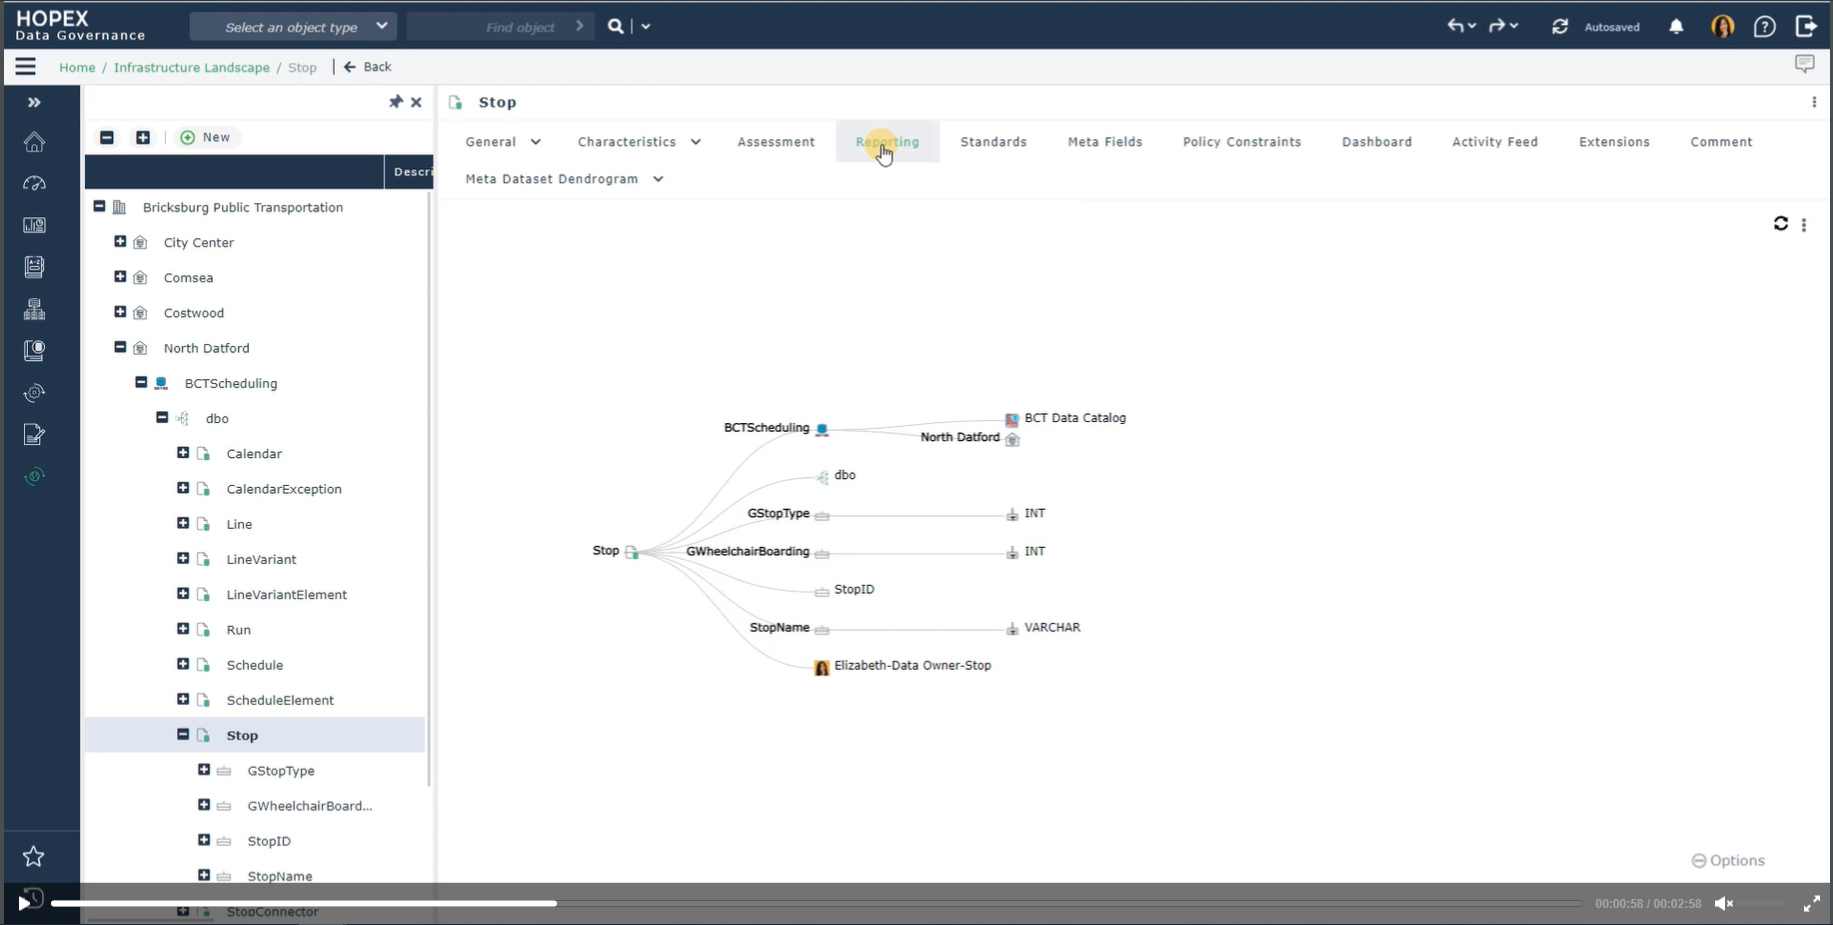 HOPEX
Data Governance
Select an object type
Find object
Autosaved
Home / Infrastructure Landscape / Stop
Back
New
Descri
Bricksburg Public Transportation
City Center
Comsea
Costwood
North Datford
BCTScheduling
dbo
Calendar
CalendarException
Line
LineVariant
LineVariantElement
Run
Schedule
ScheduleElement
Stop
GStopType
GWheelchairBoard...
StopID
StopName
StopConnector
Stop
General
Characteristics
Assessment
Reporting
Standards
Meta Fields
Policy Constraints
Dashboard
Activity Feed
Extensions
Comment
Meta Dataset Dendrogram
BCTScheduling
BCT Data Catalog
North Datford
dbo
GStopType
INT
Stop
GWheelchairBoarding
INT
StopID
StopName
VARCHAR
Elizabeth-Data Owner-Stop
Options
00:00:58 / 00:02:58